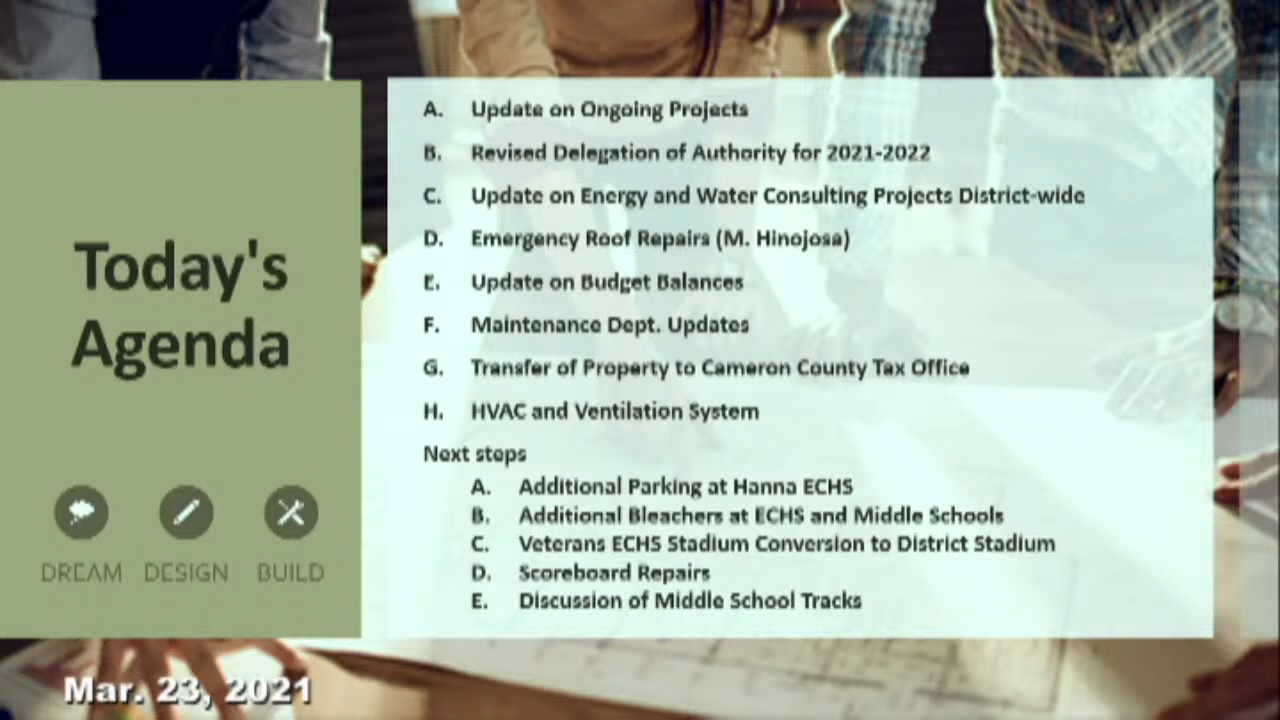 Today's
Agenda
DREAM DESIGN BUILD
A. Update on Ongoing Projects
B. Revised Delegation of Authority for 2021-2022
C. Update on Energy and Water Consulting Projects District-wide
D. Emergency Roof Repairs (M. Hinojosa)
E. Update on Budget Balances
F. Maintenance Dept. Updates
G. Transfer of Property to Cameron County Tax Office
H. HVAC and Ventilation System
Next steps
A. Additional Parking at Hanna ECHS
B. Additional Bleachers at ECHS and Middle Schools
C. Veterans ECHS Stadium Conversion to District Stadium
D. Scoreboard Repairs
E. Discussion of Middle School Tracks
Mar. 23, 2021